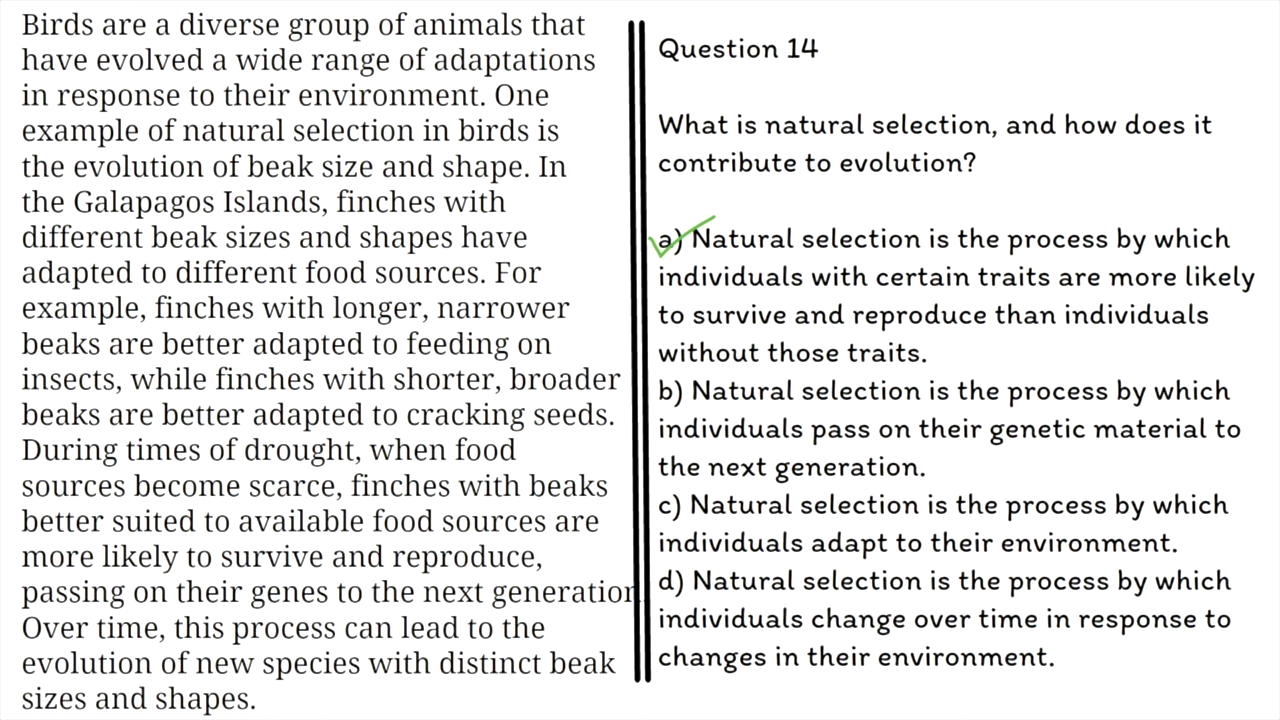 Birds are a diverse group of animals that
have evolved a wide range of adaptations
in response to their environment. One
example of natural selection in birds is
the evolution of beak size and shape. In
the Galapagos Islands, finches with
different beak sizes and shapes have
adapted to different food sources. For
example, finches with longer, narrower
beaks are better adapted to feeding on
insects, while finches with shorter, broader
beaks are better adapted to cracking seeds.
During times of drought, when food
sources become scarce, finches with beaks
better suited to available food sources are
more likely to survive and reproduce,
passing on their genes to the next generation.
Over time, this process can lead to the
evolution of new species with distinct beak
sizes and shapes.
Question 14
What is natural selection, and how does it
contribute to evolution?
a) Natural selection is the process by which
individuals with certain traits are more likely
to survive and reproduce than individuals
without those traits.
b) Natural selection is the process by which
individuals pass on their genetic material to
the next generation.
c) Natural selection is the process by which
individuals adapt to their environment.
d) Natural selection is the process by which
individuals change over time in response to
changes in their environment.